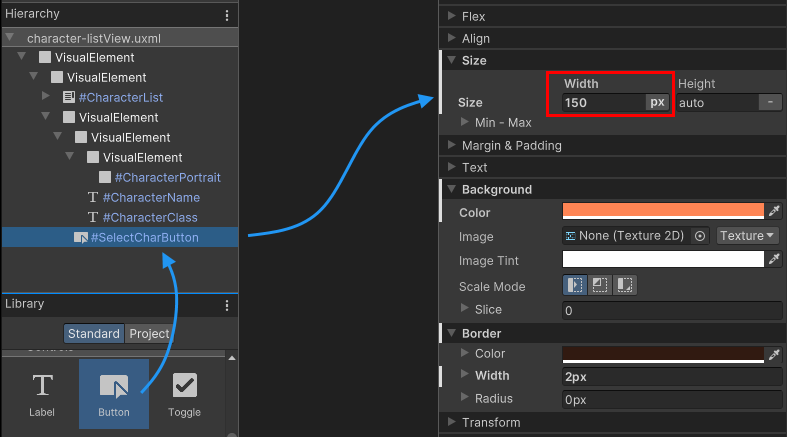 Hierarchy
character-listView.uxml
VisualElement
VisualElement
#CharacterList
VisualElement
VisualElement
VisualElement
#CharacterPortrait
#CharacterName
#CharacterClass
#SelectCharButton
Library
Standard Project
Controls
Label Button Toggle
Flex
Align
Size
Width Height
Size 150 px auto -
Min - Max
Margin & Padding
Text
Background
Color
Image None (Texture 2D) Texture
Image Tint
Scale Mode
Slice 0
Border
Color
Width 2px
Radius 0px
Transform